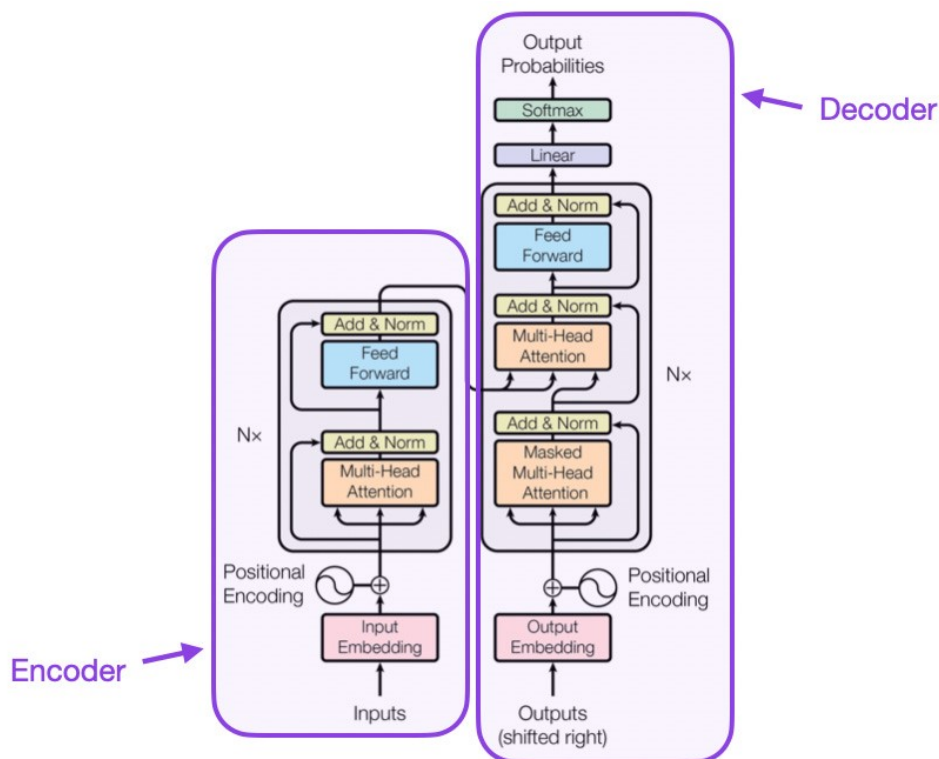 Output
Probabilities
Softmax
Linear
Add & Norm
Feed
Forward
Add & Norm
Multi-Head
Attention
Add & Norm
Masked
Multi-Head
Attention
Nx
Positional
Encoding
Output
Embedding
Outputs
(shifted right)
Decoder
Add & Norm
Feed
Forward
Add & Norm
Multi-Head
Attention
Nx
Positional
Encoding
Input
Embedding
Inputs
Encoder